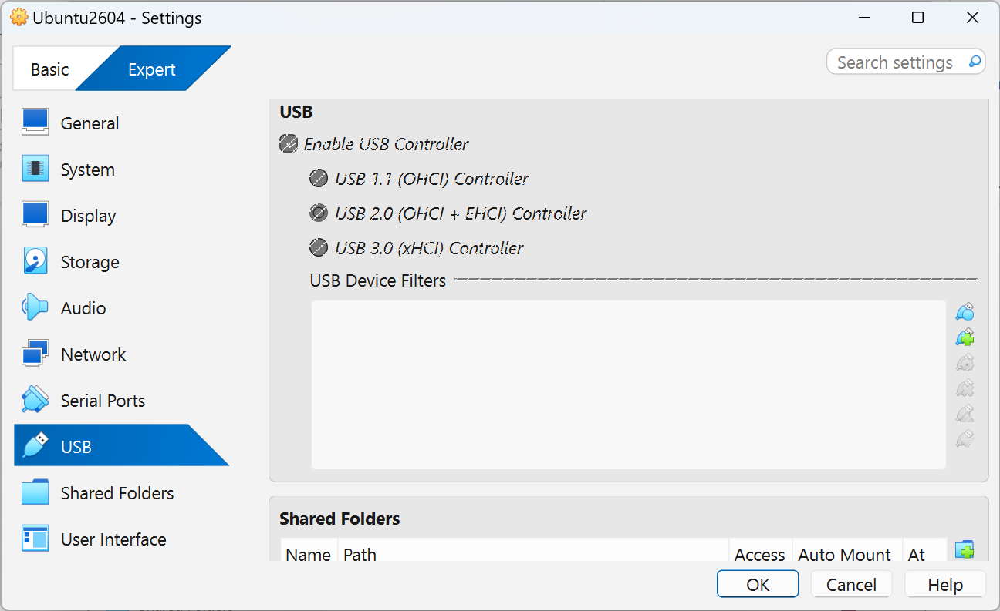 Ubuntu2604 - Settings
Basic
Expert
Search settings
General
System
Display
Storage
Audio
Network
Serial Ports
USB
Shared Folders
User Interface
USB
Enable USB Controller
USB 1.1 (OHCI) Controller
USB 2.0 (OHCI + EHCI) Controller
USB 3.0 (xHCI) Controller
USB Device Filters
Shared Folders
Name Path Access Auto Mount At
OK Cancel Help